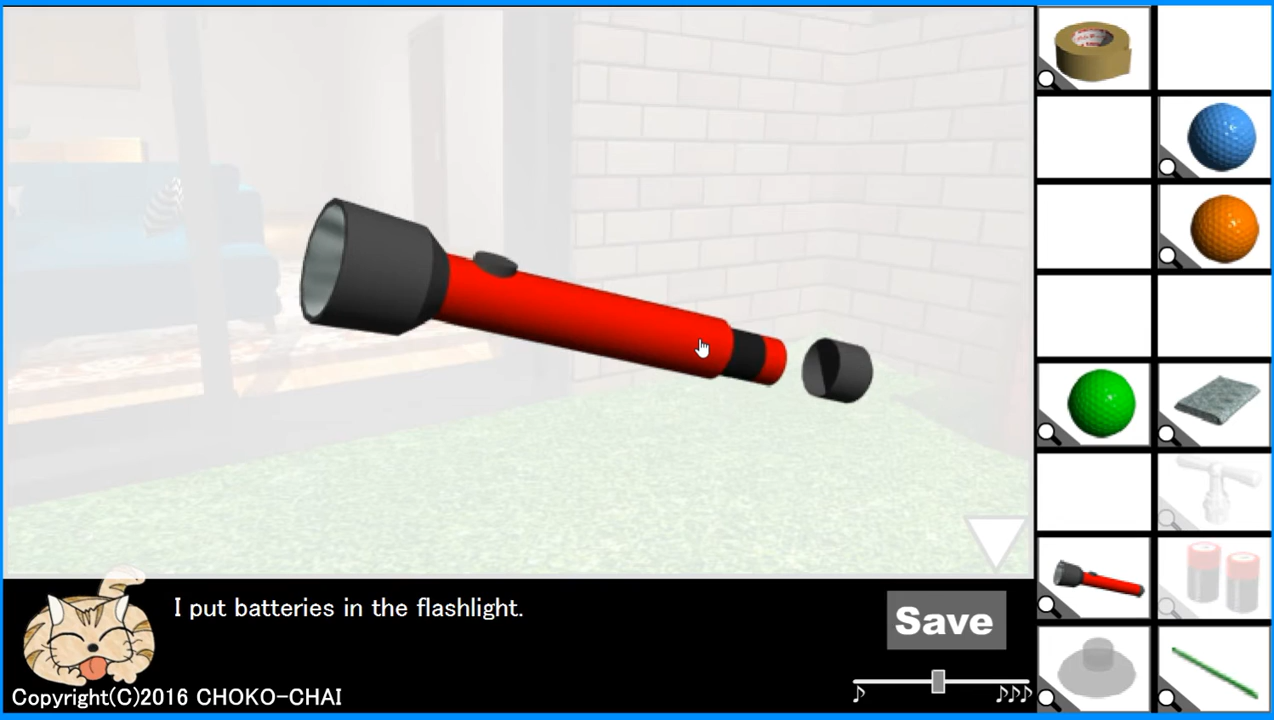 I put batteries in the flashlight.
Save
Copyright(C)2016 CHOKO-CHAI